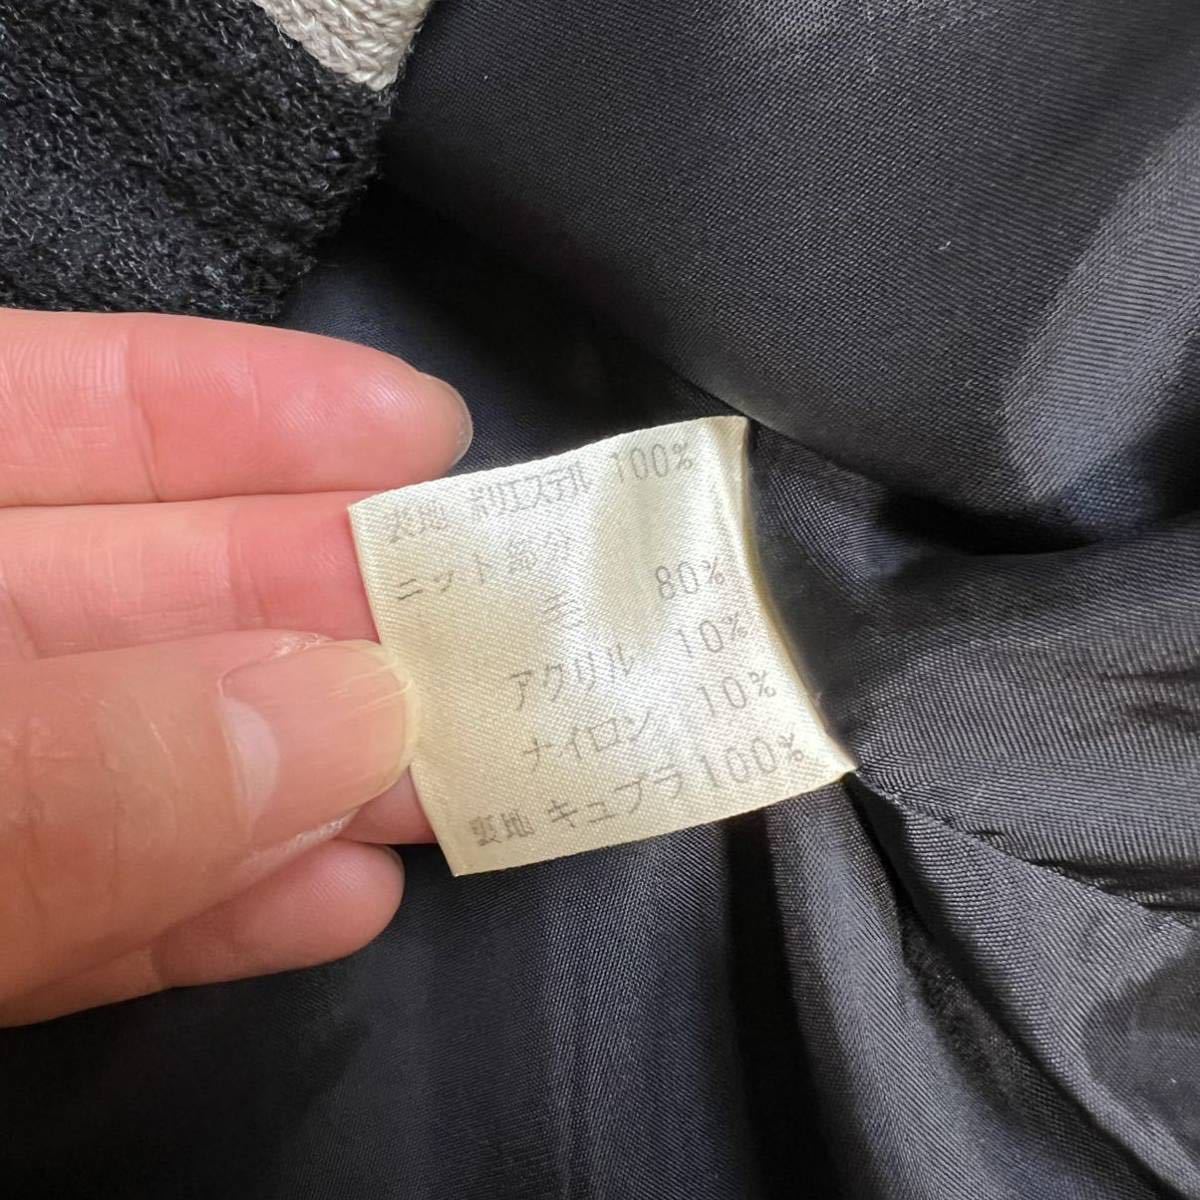 表地 ポリエステル 100%
ニット部分
毛 80%
アクリル 10%
ナイロン 10%
裏地 キュプラ 100%